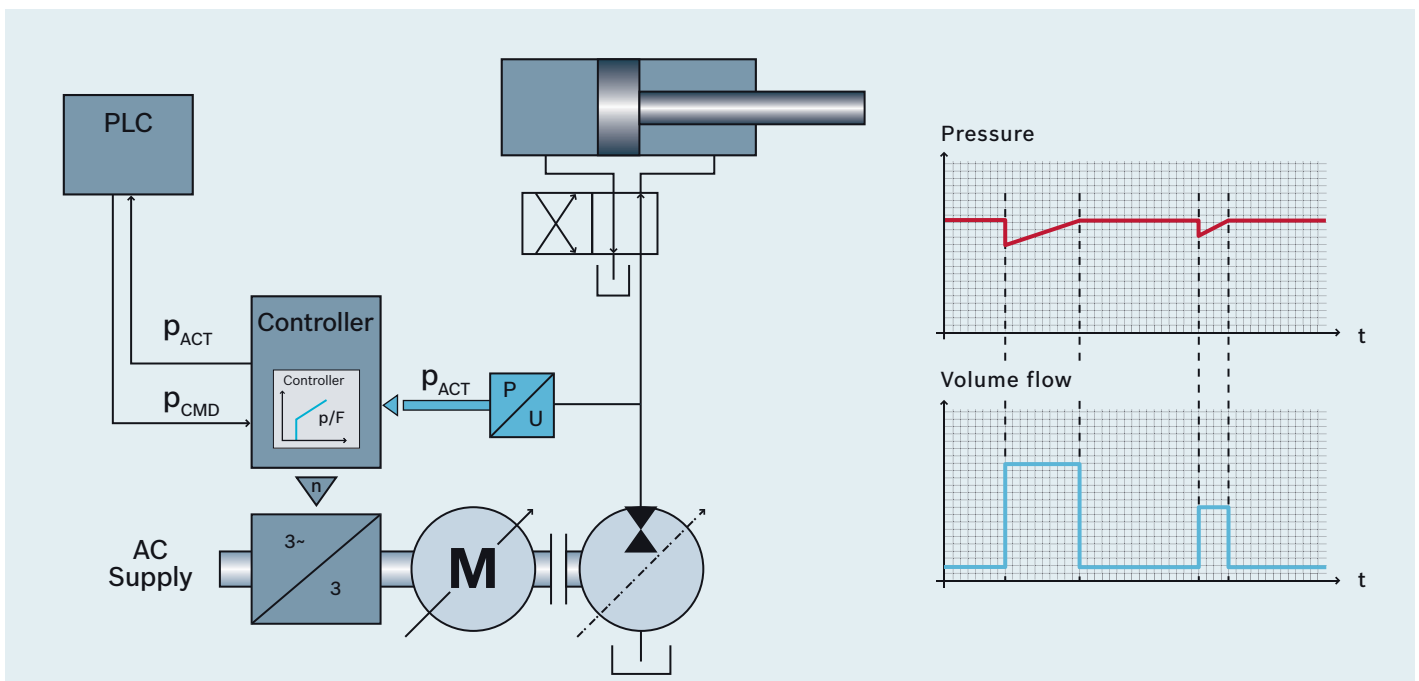 PLC
p_ACT
p_CMD
Controller
Controller
p/F
p_ACT
P
U
n
AC
Supply
3~
3
M
Pressure
t
Volume flow
t